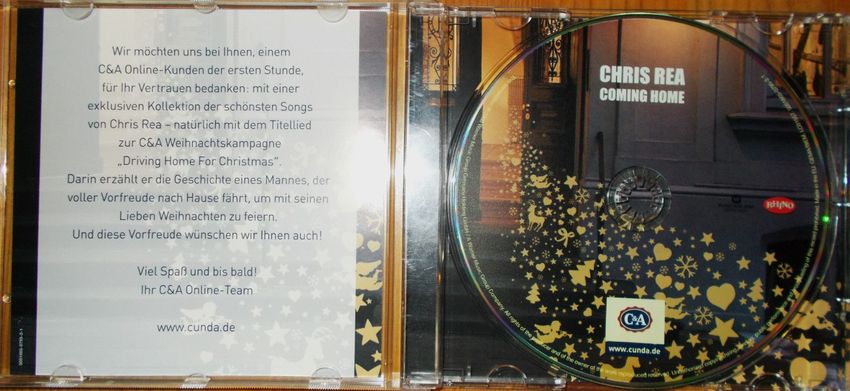 Wir möchten uns bei Ihnen, einem
C&A Online-Kunden der ersten Stunde,
für Ihr Vertrauen bedanken: mit einer
exklusiven Kollektion der schönsten Songs
von Chris Rea – natürlich mit dem Titellied
zur C&A Weihnachtskampagne
„Driving Home For Christmas“.
Darin erzählt er die Geschichte eines Mannes, der
voller Vorfreude nach Hause fährt, um mit seinen
Lieben Weihnachten zu feiern.
Und diese Vorfreude wünschen wir Ihnen auch!
Viel Spaß und bis bald!
Ihr C&A Online-Team
www.cunda.de
CHRIS REA
COMING HOME
RHINO
C&A
www.cunda.de